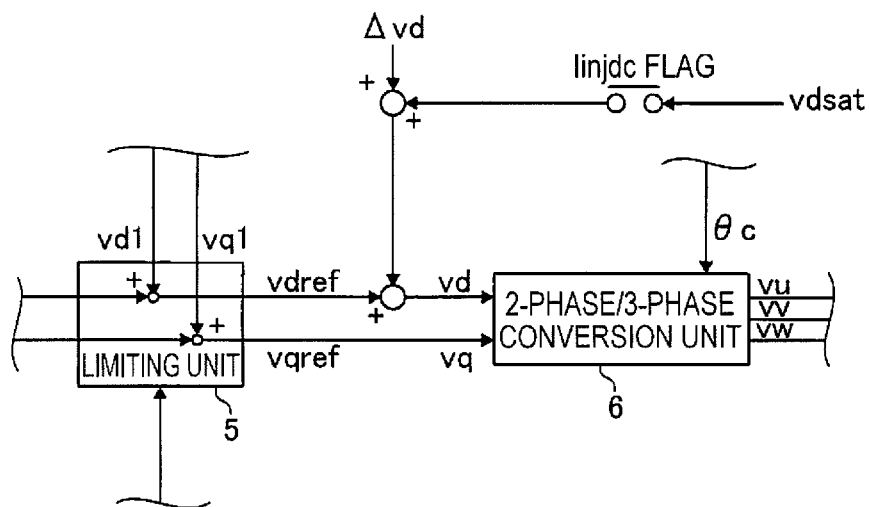 Δvd
+
Iinjdc FLAG
+
vdsat
vd1 vq1
θc
+ vdref vd
+
+
2-PHASE/3-PHASE
CONVERSION UNIT
vu
vv
vw
LIMITING UNIT
vqref vq
5
6